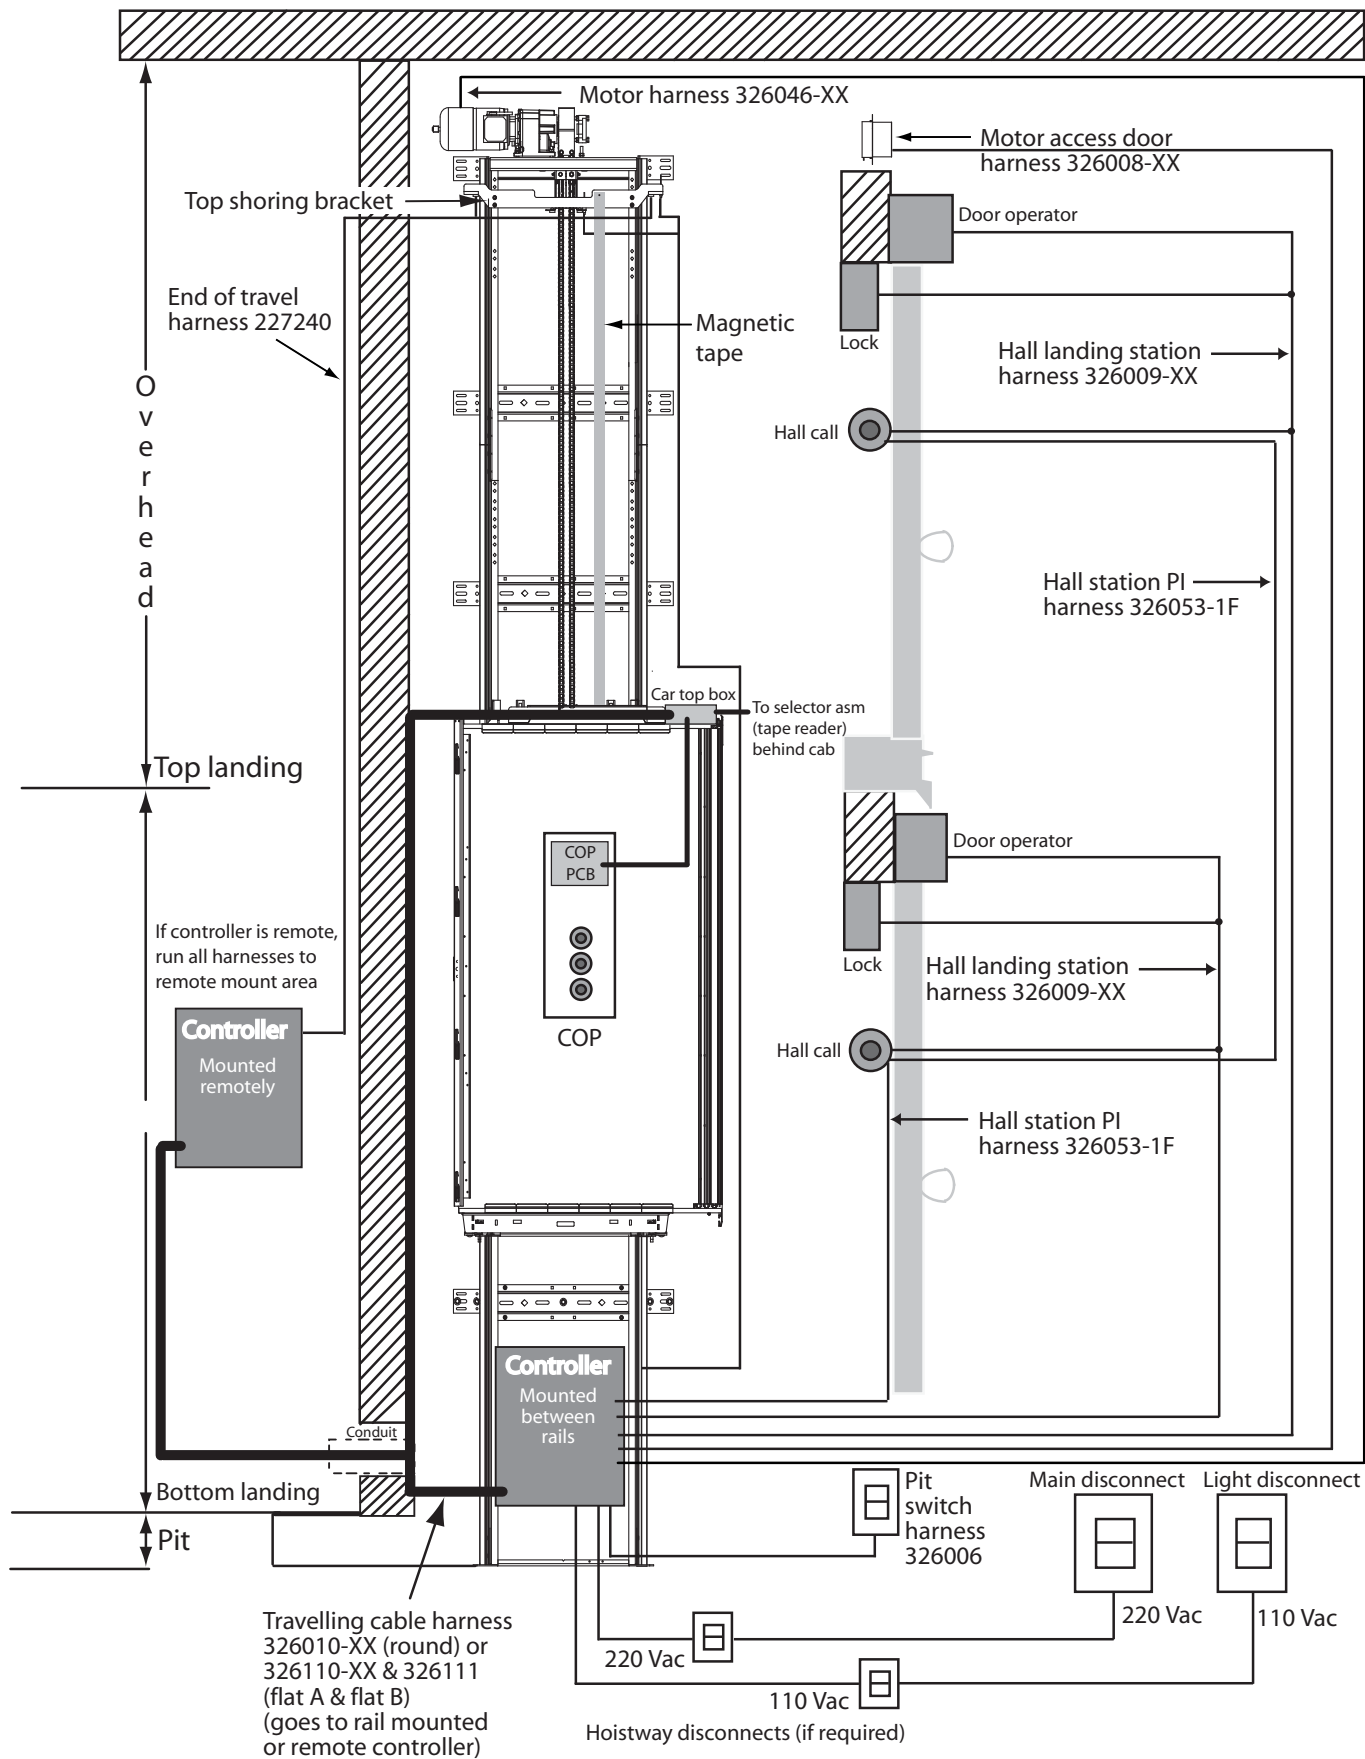 Motor harness 326046-XX
Motor access door
harness 326008-XX
Top shoring bracket
Door operator
End of travel
harness 227240
Magnetic
tape
Lock
Hall landing station
harness 326009-XX
Overhead
Hall call
Hall station PI
harness 326053-1F
Car top box
To selector asm
(tape reader)
behind cab
Top landing
COP
PCB
Door operator
If controller is remote,
run all harnesses to
remote mount area
Lock
Hall landing station
harness 326009-XX
Controller
Mounted
remotely
COP
Hall call
Hall station PI
harness 326053-1F
Controller
Mounted
between
rails
Conduit
Bottom landing
Pit
Pit
switch
harness
326006
Main disconnect
Light disconnect
Travelling cable harness
326010-XX (round) or
326110-XX & 326111
(flat A & flat B)
(goes to rail mounted
or remote controller)
220 Vac
220 Vac
110 Vac
110 Vac
Hoistway disconnects (if required)